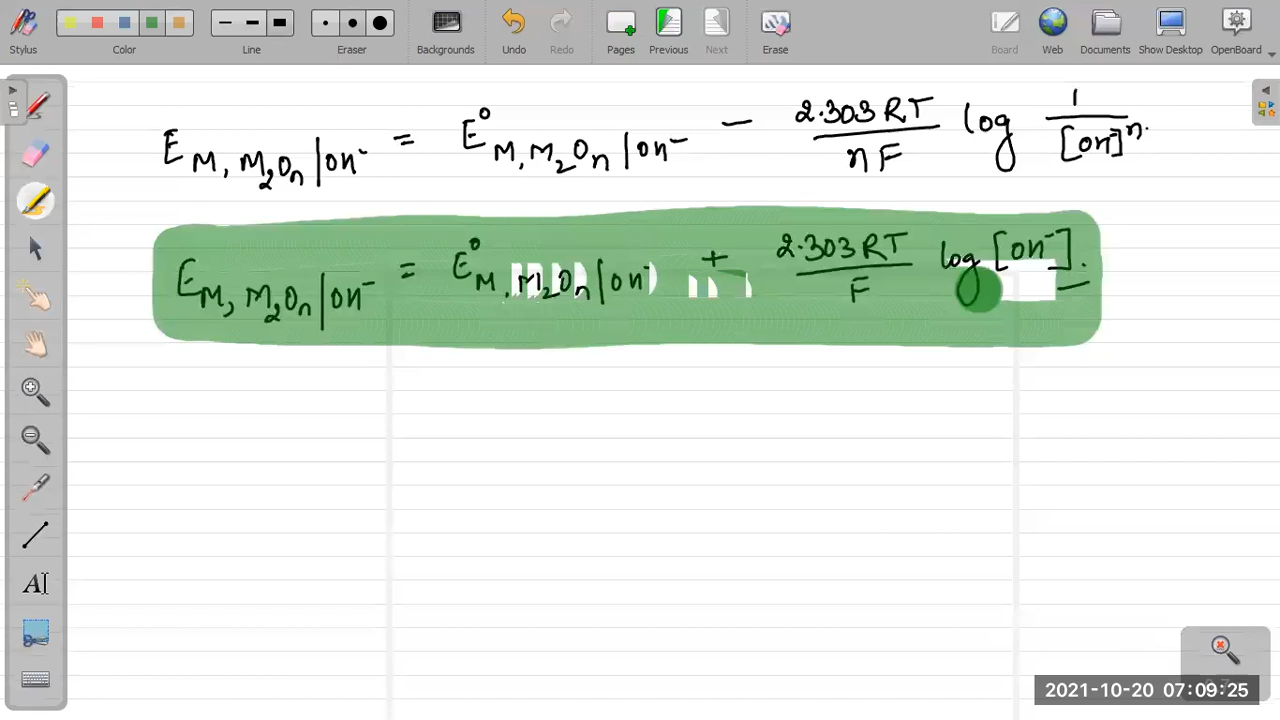 Stylus Color Line Eraser Backgrounds Undo Redo Pages Previous Next Erase Board Web Documents Show Desktop OpenBoard
E M, M₂Oₙ | OH⁻ = E⁰ M, M₂Oₙ | OH⁻ − 2.303 RT / nF log 1 / [OH⁻]ⁿ.
E M, M₂Oₙ | OH⁻ = E⁰ M, M₂Oₙ | OH⁻ + 2.303 RT / F log [OH⁻].
2021-10-20 07:09:25